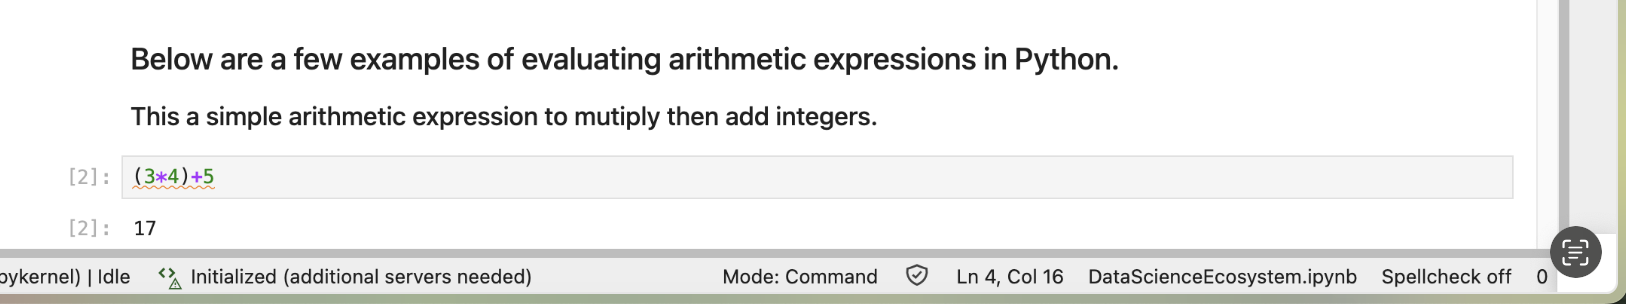 Below are a few examples of evaluating arithmetic expressions in Python.
This a simple arithmetic expression to mutiply then add integers.
[2]: (3*4)+5
[2]: 17
| Idle Initialized (additional servers needed) Mode: Command Ln 4, Col 16 DataScienceEcosystem.ipynb Spellcheck off 0